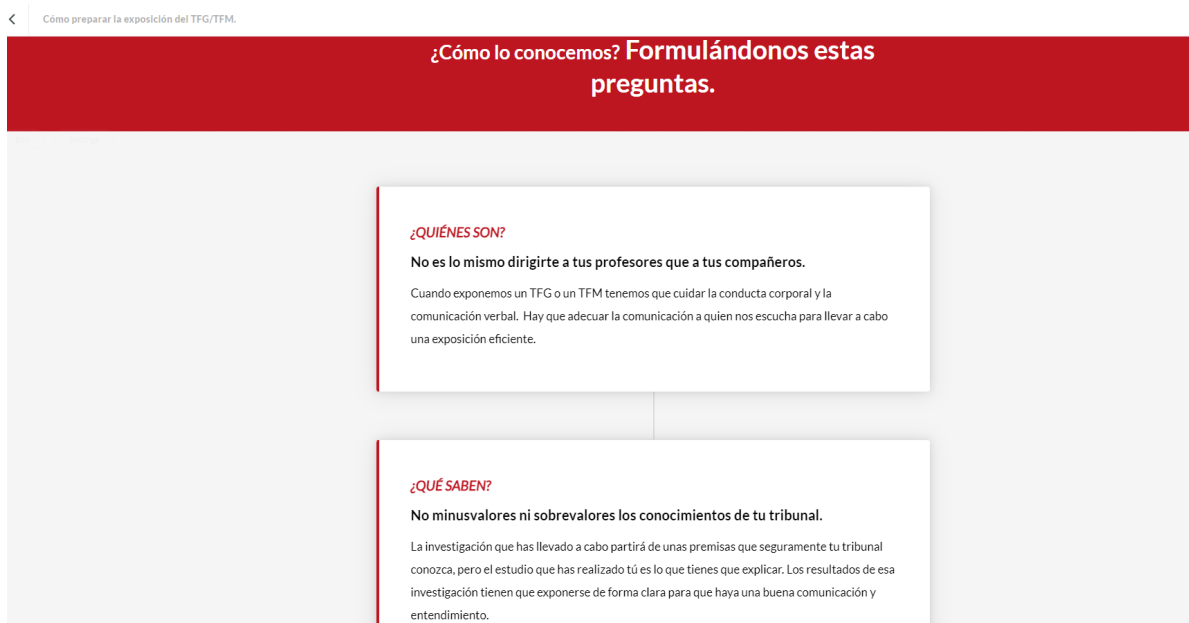 Cómo preparar la exposición del TFG/TFM.
¿Cómo lo conocemos? Formulándonos estas
preguntas.
¿QUIÉNES SON?
No es lo mismo dirigirte a tus profesores que a tus compañeros.
Cuando exponemos un TFG o un TFM tenemos que cuidar la conducta corporal y la
comunicación verbal. Hay que adecuar la comunicación a quien nos escucha para llevar a cabo
una exposición eficiente.
¿QUÉ SABEN?
No minusvalores ni sobrevalores los conocimientos de tu tribunal.
La investigación que has llevado a cabo partirá de unas premisas que seguramente tu tribunal
conozca, pero el estudio que has realizado tú es lo que tienes que explicar. Los resultados de esa
investigación tienen que exponerse de forma clara para que haya una buena comunicación y
entendimiento.